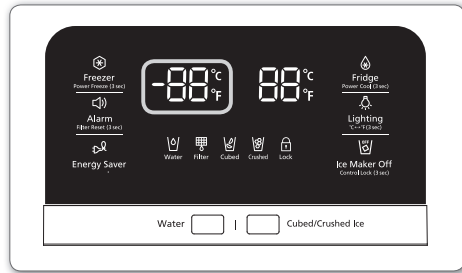 Freezer
Power Freeze (3 sec)
Alarm
Filter Reset (3 sec)
Energy Saver
-88 °C °F
88 °C °F
Water Filter Cubed Crushed Lock
Fridge
Power Cool (3 sec)
Lighting
°C↔°F (3 sec)
OFF
Ice Maker Off
Control Lock (3 sec)
Water | Cubed/Crushed Ice